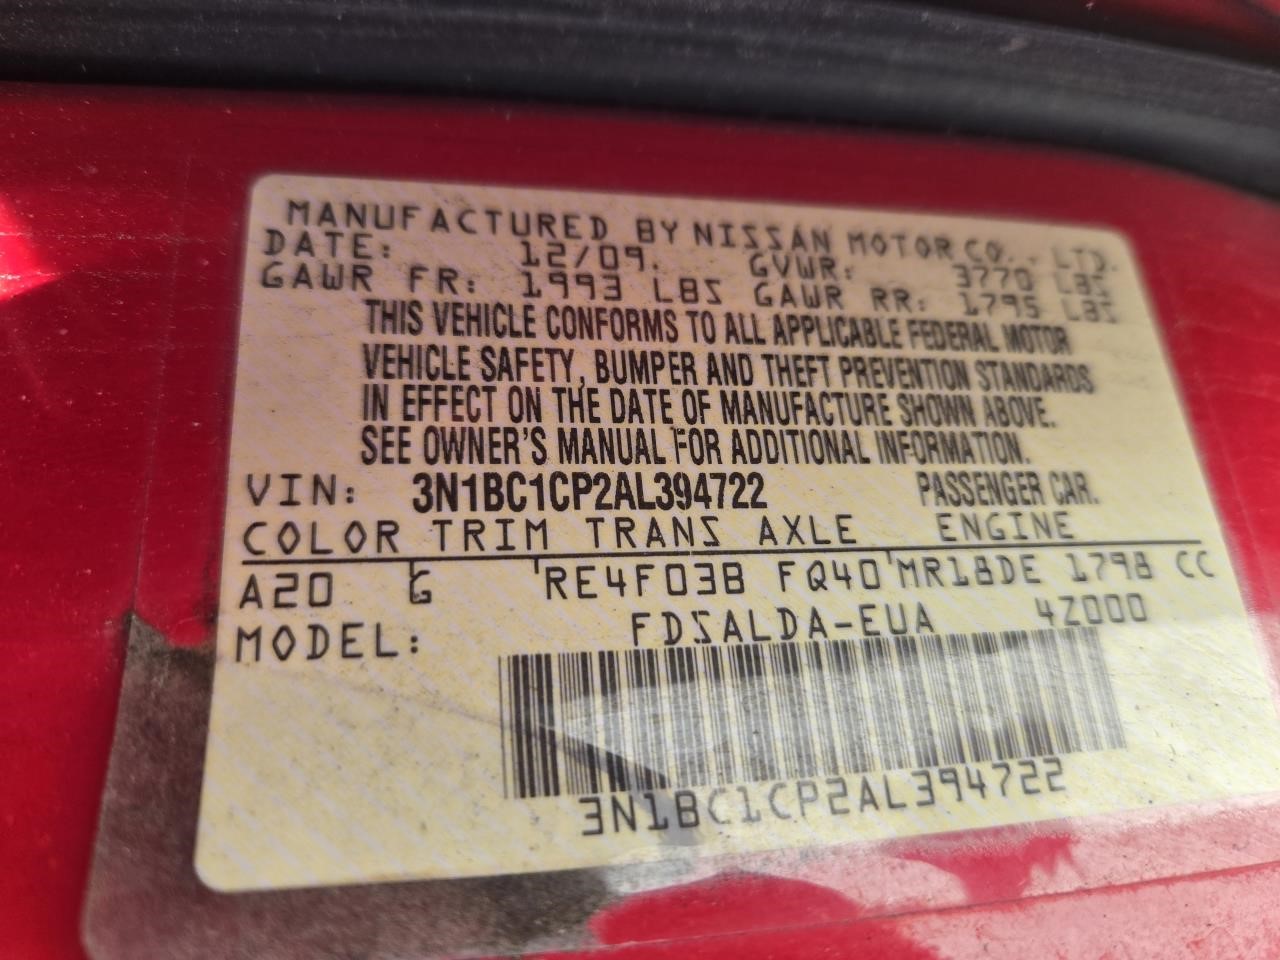 MANUFACTURED BY NISSAN MOTOR CO., LTD.
DATE: 12/09. GVWR: 3770 LBS
GAWR FR: 1993 LBS GAWR RR: 1795 LBS
THIS VEHICLE CONFORMS TO ALL APPLICABLE FEDERAL MOTOR
VEHICLE SAFETY, BUMPER AND THEFT PREVENTION STANDARDS
IN EFFECT ON THE DATE OF MANUFACTURE SHOWN ABOVE.
SEE OWNER'S MANUAL FOR ADDITIONAL INFORMATION.
VIN: 3N1BC1CP2AL394722 PASSENGER CAR.
COLOR TRIM TRANS AXLE ENGINE
A20 G RE4F03B FQ40 MR18DE 1798 CC
MODEL: FDSALDA-EUA 4Z000
3N1BC1CP2AL394722